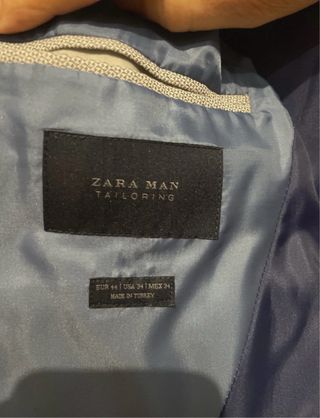 ZARA MAN
TAILORING
EUR 44 | USA 34 | MEX 34
MADE IN TURKEY